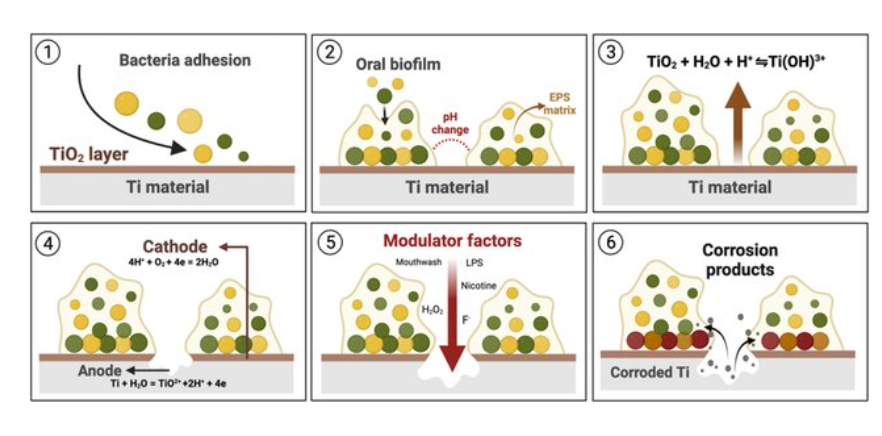 1
Bacteria adhesion
TiO₂ layer
Ti material
2
Oral biofilm
pH
change
EPS
matrix
Ti material
3
TiO₂ + H₂O + H⁺ ⇋Ti(OH)³⁺
Ti material
4
Cathode
4H⁺ + O₂ + 4e = 2H₂O
Anode
Ti + H₂O = TiO²⁺ +2H⁺ + 4e
5
Modulator factors
Mouthwash
LPS
Nicotine
H₂O₂
F⁻
6
Corrosion
products
Corroded Ti